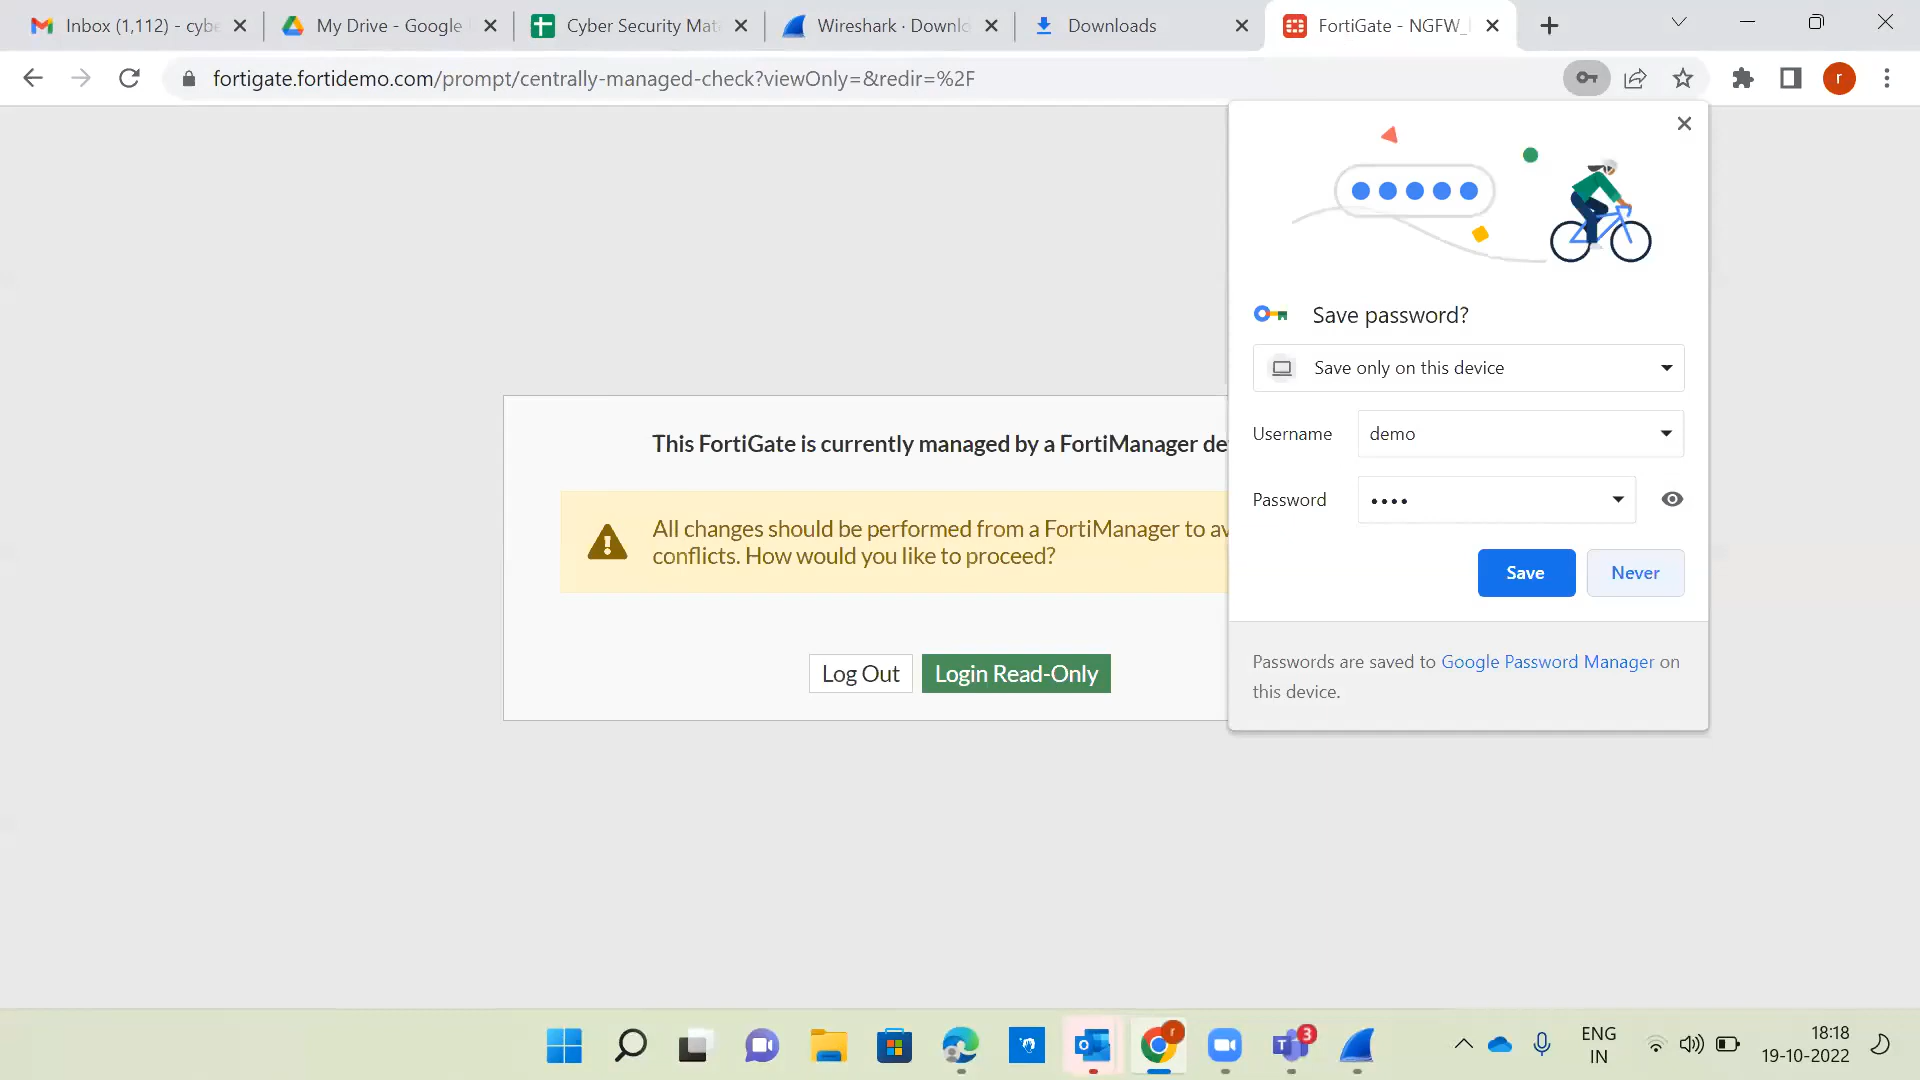 Inbox (1,112) - cybe
My Drive - Google
Cyber Security Mate
Wireshark · Downlo
Downloads
FortiGate - NGFW_
r
fortigate.fortidemo.com/prompt/centrally-managed-check?viewOnly=&redir=%2F
Save password?
Save only on this device
Username
demo
Password
Save
Never
Passwords are saved to Google Password Manager on
this device.
This FortiGate is currently managed by a FortiManager de
All changes should be performed from a FortiManager to av
conflicts. How would you like to proceed?
Log Out
Login Read-Only
r
3
ENG
IN
18:18
19-10-2022